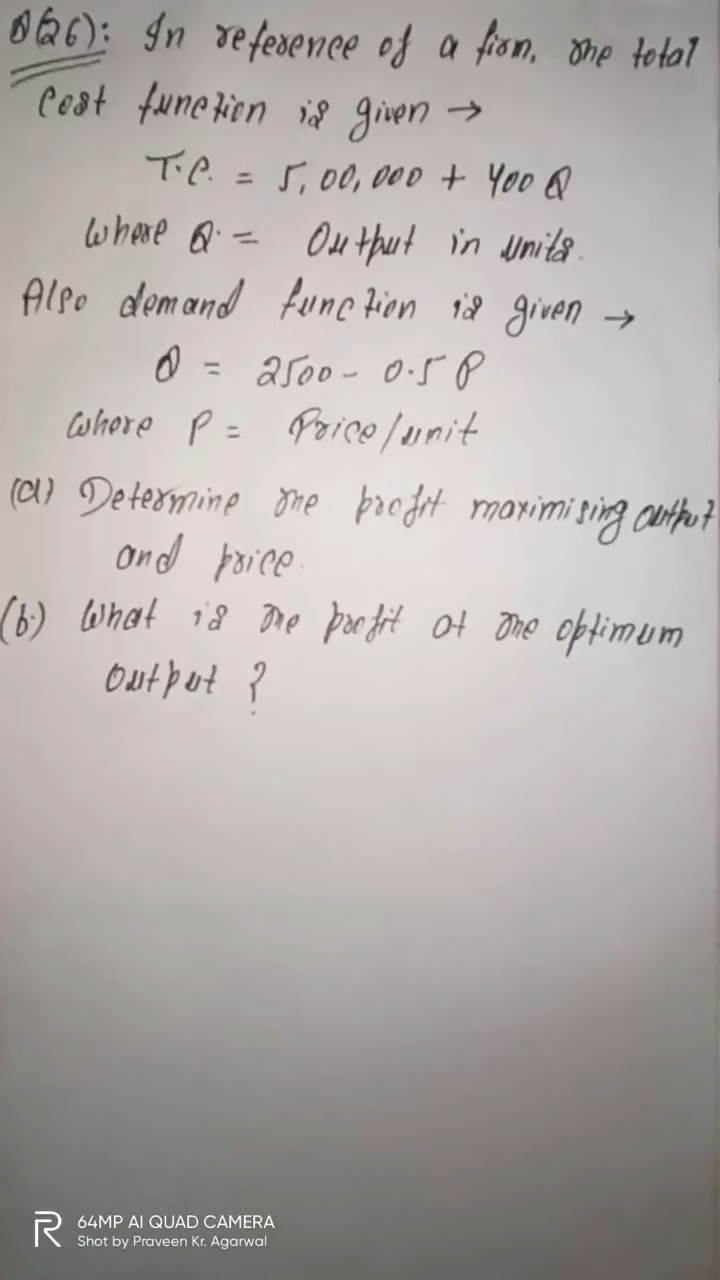 Q(26): In reference of a firm, the total
Cost function is given →
T.C. = 5,00,000 + 400 Q
Where Q = Output in units.
Also demand function is given →
Q = 2500 - 0.5 P
Where P = Price/unit
(a) Determine the profit maximising output
and price.
(b.) What is the profit at the optimum
output ?
64MP AI QUAD CAMERA
Shot by Praveen Kr. Agarwal